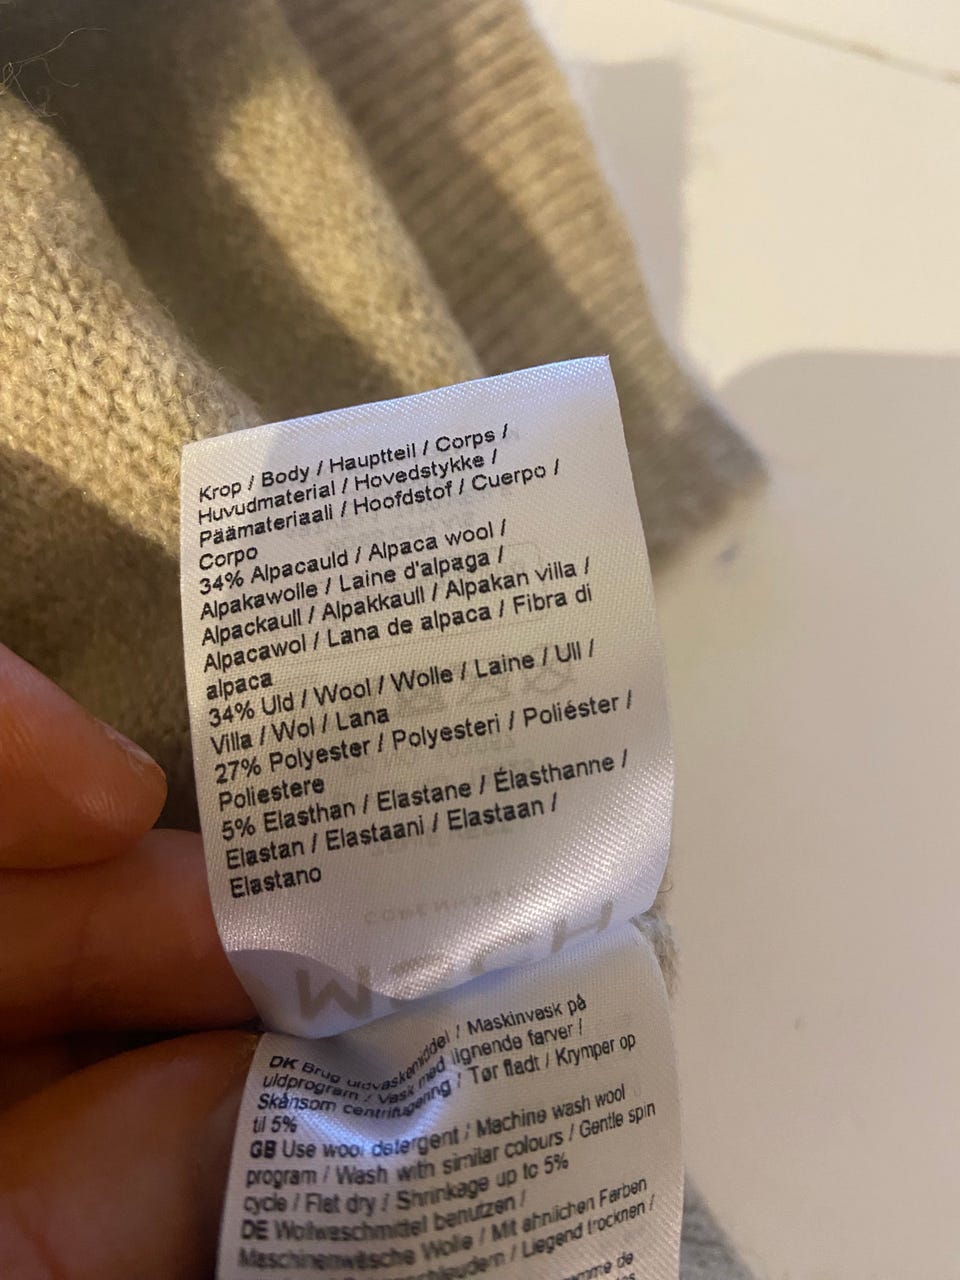 Krop / Body / Hauptteil / Corps /
Huvudmaterial / Hovedstykke /
Päämateriaali / Hoofdstof / Cuerpo /
Corpo
34% Alpacauld / Alpaca wool /
Alpakawolle / Laine d'alpaga /
Alpackaull / Alpakkaull / Alpakan villa /
Alpacawol / Lana de alpaca / Fibra di
alpaca
34% Uld / Wool / Wolle / Laine / Ull /
Villa / Wol / Lana
27% Polyester / Polyesteri / Poliéster /
Poliestere
5% Elasthan / Elastane / Élasthanne /
Elastan / Elastaani / Elastaan /
Elastano
DK Brug uldvaskemiddel / Maskinvask på
uldprogram / Vask med lignende farver /
Skånsom centrifugering / Tør fladt / Krymper op
til 5%
GB Use wool detergent / Machine wash wool
program / Wash with similar colours / Gentle spin
cycle / Flat dry / Shrinkage up to 5%
DE Wollwaschmittel benutzen /
Maschinenwäsche Wolle / Mit ähnlichen Farben
/ Liegend trocknen /